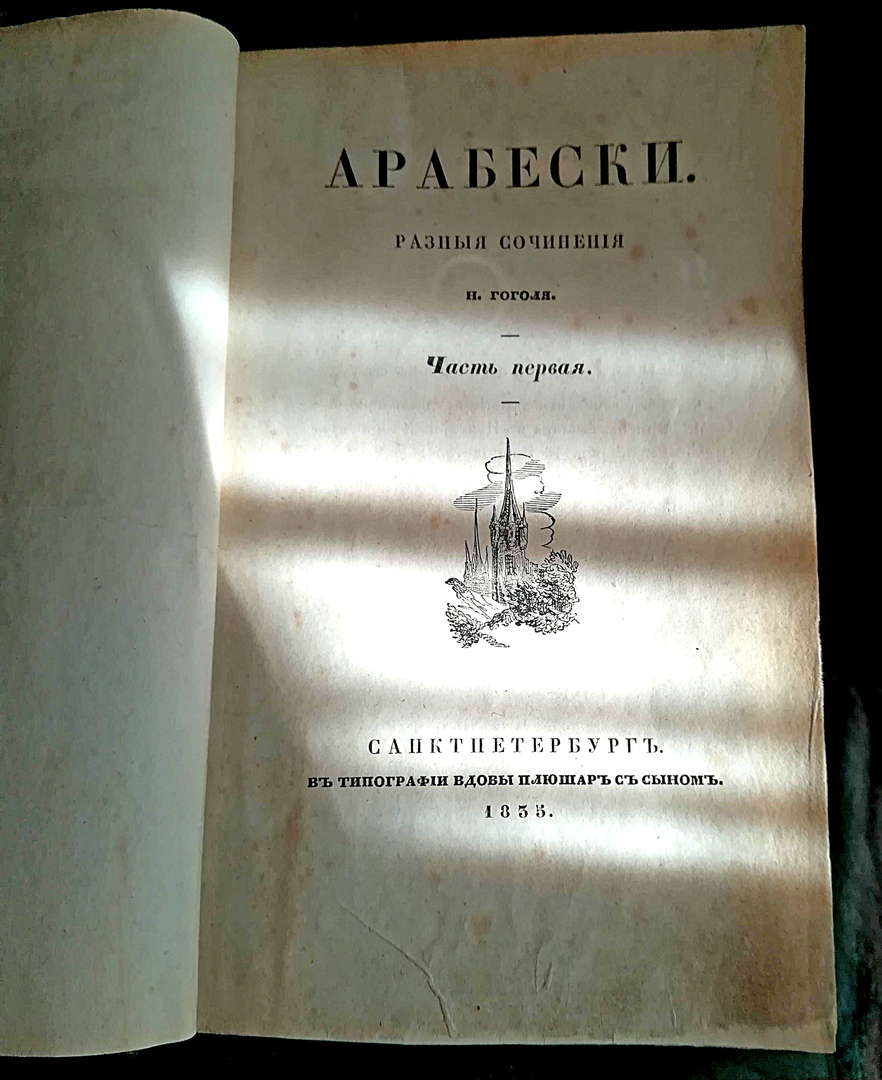 АРАБЕСКИ.
РАЗНЫЯ СОЧИНЕНІЯ
Н. ГОГОЛЯ.
Часть первая.
САНКТПЕТЕРБУРГЪ.
ВЪ ТИПОГРАФІИ ВДОВЫ ПЛЮШАРЪ СЪ СЫНОМЪ.
1835.